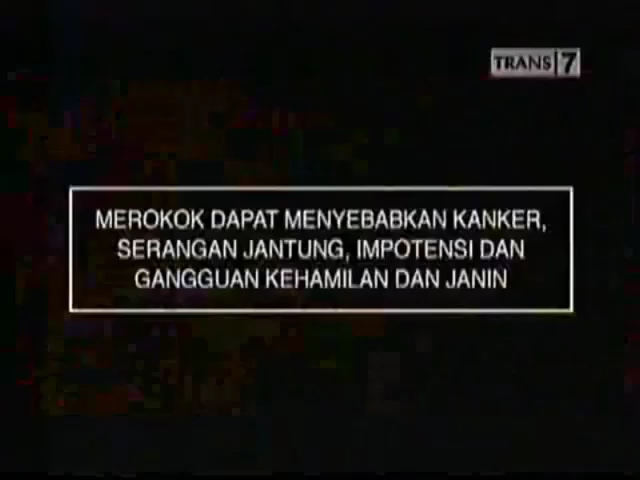 TRANS|7
MEROKOK DAPAT MENYEBABKAN KANKER,
SERANGAN JANTUNG, IMPOTENSI DAN
GANGGUAN KEHAMILAN DAN JANIN